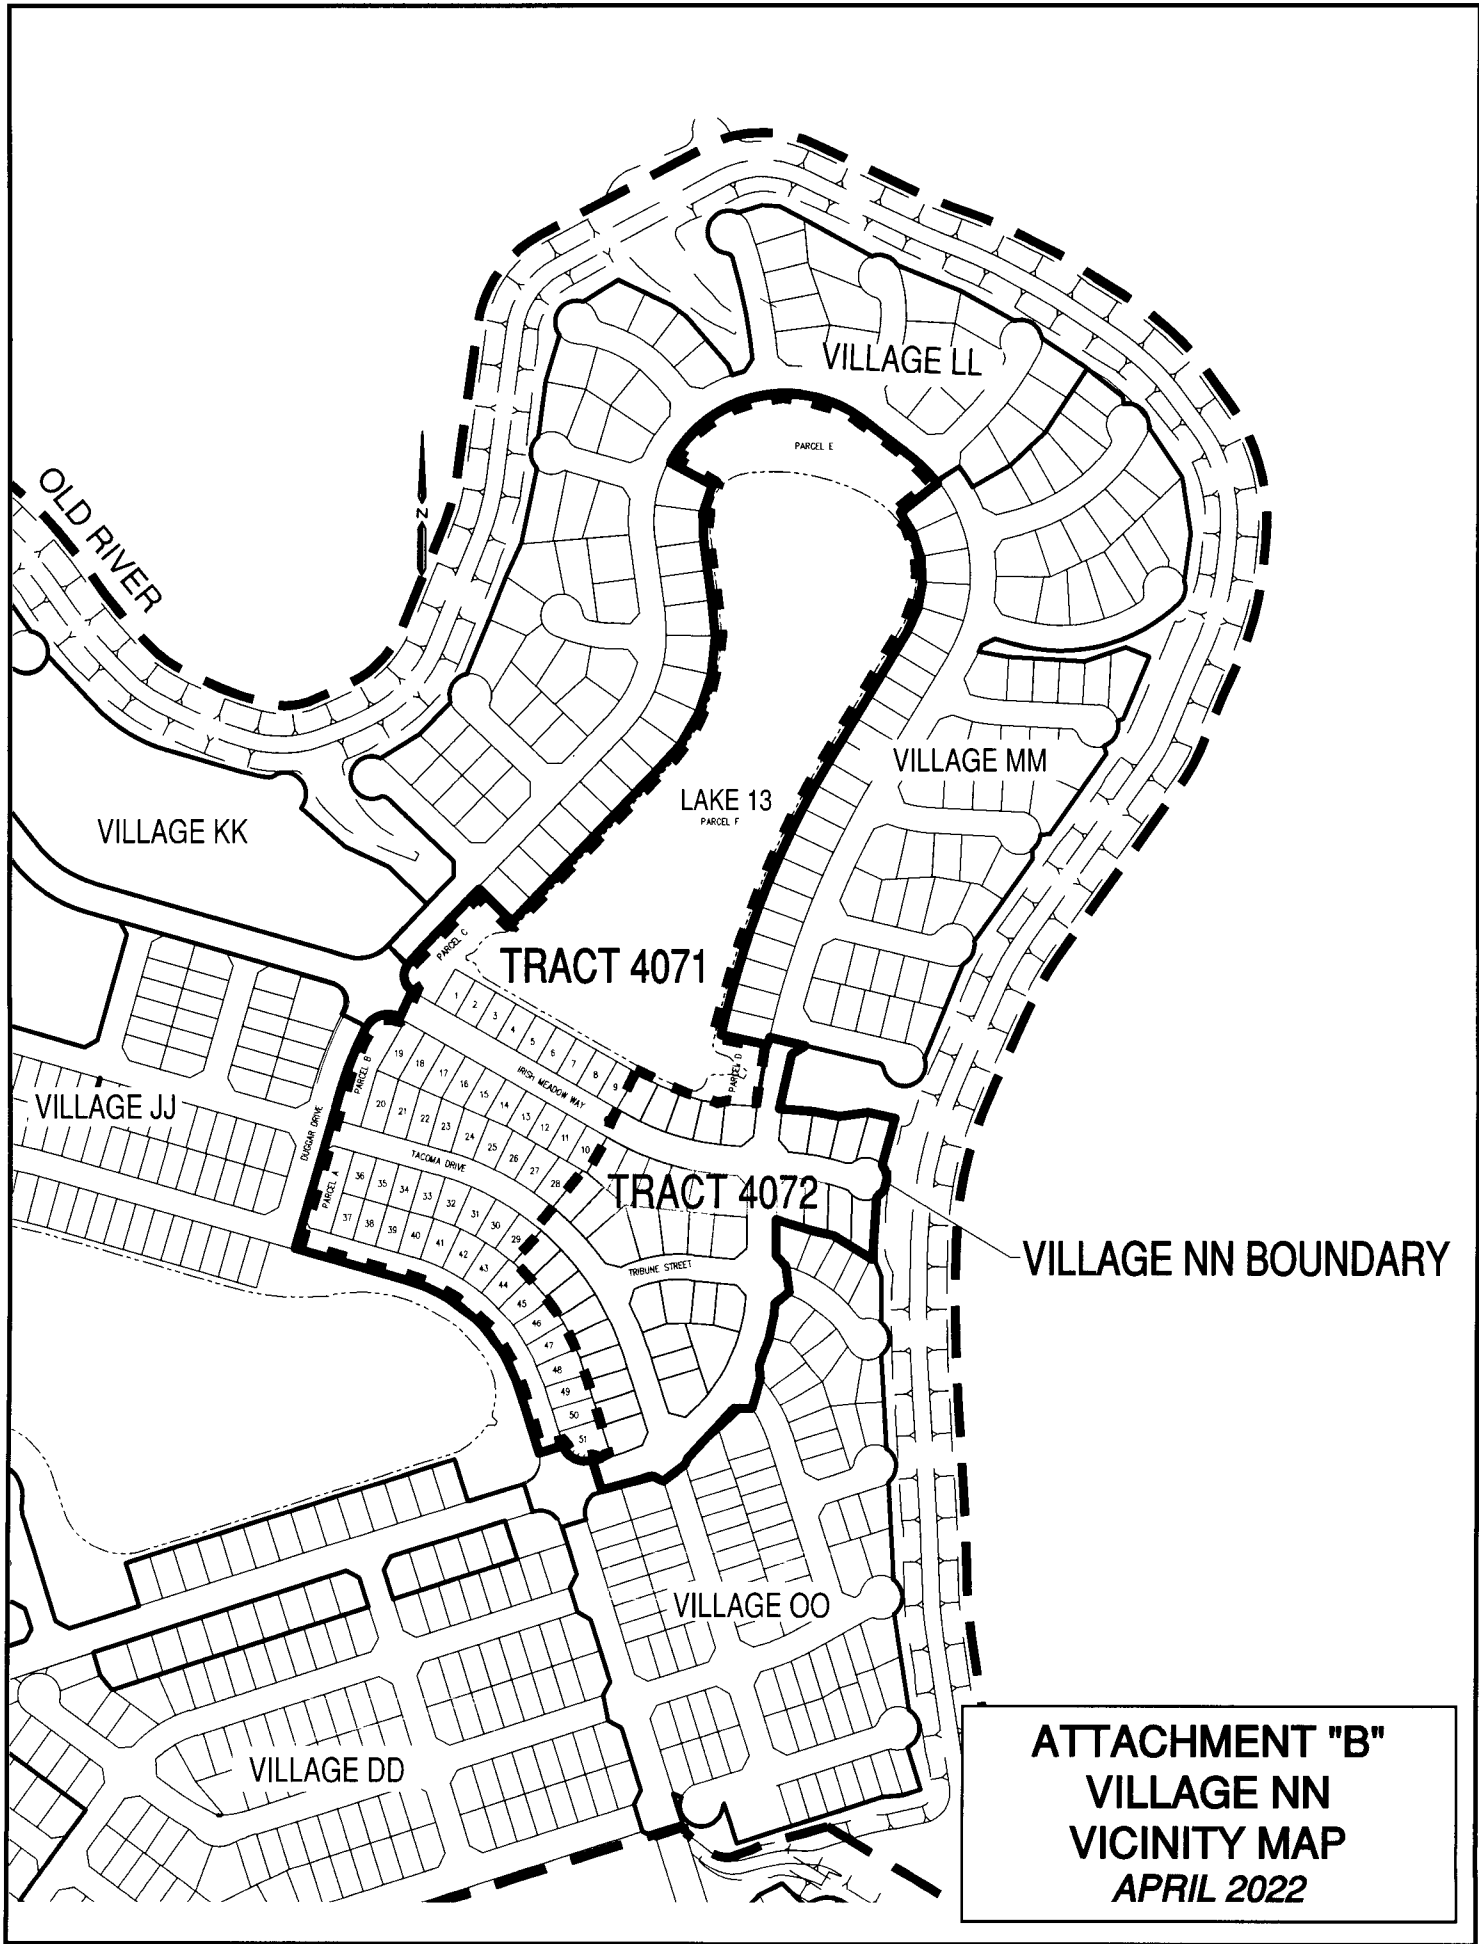 VILLAGE LL
PARCEL E
N
OLD RIVER
VILLAGE MM
LAKE 13
PARCEL F
VILLAGE KK
PARCEL C
TRACT 4071
1
2
3
4
5
6
7
8
9
IRISH MEADOW WAY
PARCEL D
PARCEL B
19
18
17
16
15
14
13
12
11
10
20
21
22
23
24
25
26
27
28
VILLAGE JJ
DUGGAR DRIVE
TACOMA DRIVE
PARCEL A
36
35
34
33
32
31
30
29
37
38
39
40
41
42
43
44
45
46
47
48
49
50
51
TRACT 4072
TRIBUNE STREET
VILLAGE NN BOUNDARY
VILLAGE OO
VILLAGE DD
ATTACHMENT "B"
VILLAGE NN
VICINITY MAP
APRIL 2022